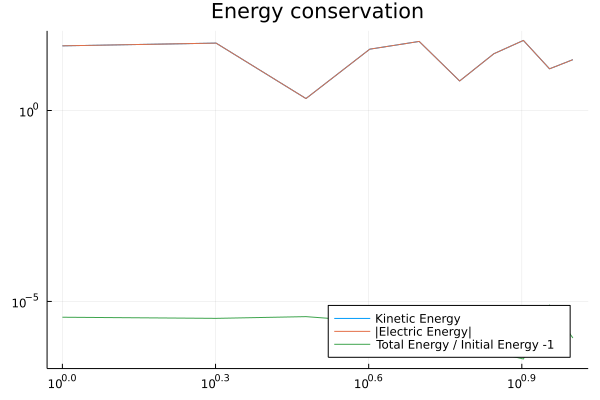 Energy conservation
10^0
10^-5
Kinetic Energy
|Electric Energy|
Total Energy / Initial Energy -1
10^0.0 10^0.3 10^0.6 10^0.9